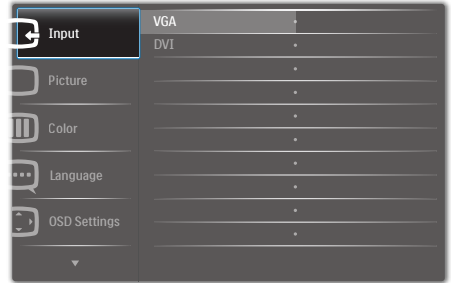 Input
VGA
DVI
Picture
Color
Language
OSD Settings